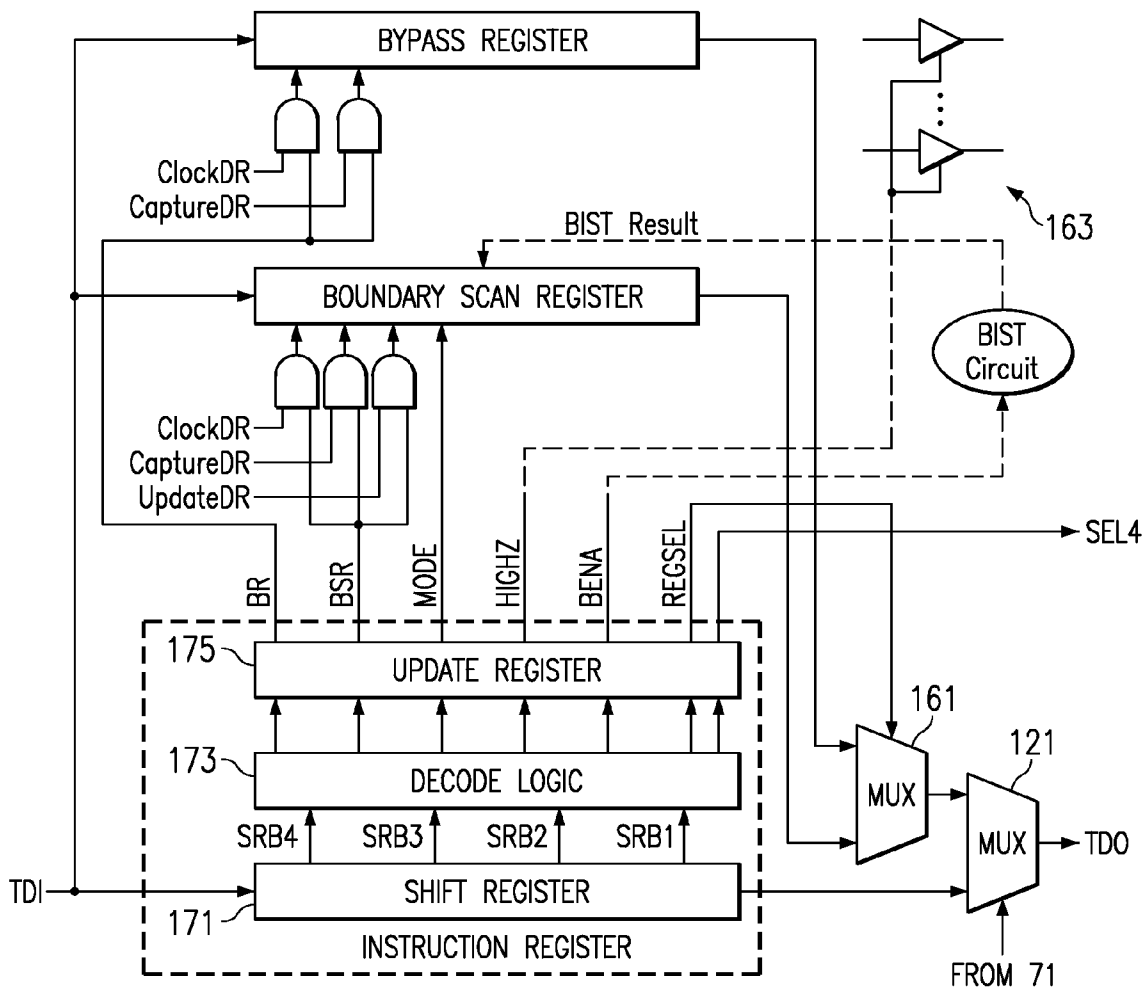 BYPASS REGISTER
ClockDR
CaptureDR
163
BIST Result
BOUNDARY SCAN REGISTER
BIST
Circuit
ClockDR
CaptureDR
UpdateDR
SEL4
BR
BSR
MODE
HIGHZ
BENA
REGSEL
175
UPDATE REGISTER
161
121
173
DECODE LOGIC
MUX
SRB4
SRB3
SRB2
SRB1
MUX
TDO
TDI
SHIFT REGISTER
171
INSTRUCTION REGISTER
FROM 71